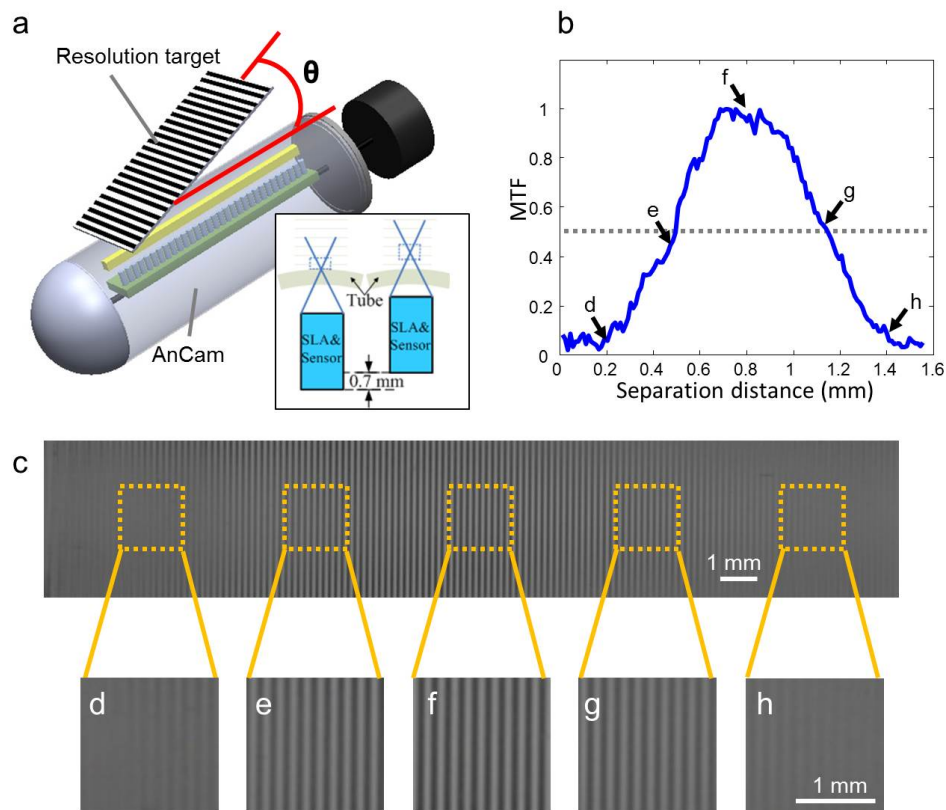 a
Resolution target
θ
AnCam
Tube
SLA&
Sensor
SLA&
Sensor
0.7 mm
b
MTF
1
0.8
0.6
0.4
0.2
0
0
0.2
0.4
0.6
0.8
1.0
1.2
1.4
1.6
Separation distance (mm)
d
e
f
g
h
c
1 mm
d
e
f
g
h
1 mm